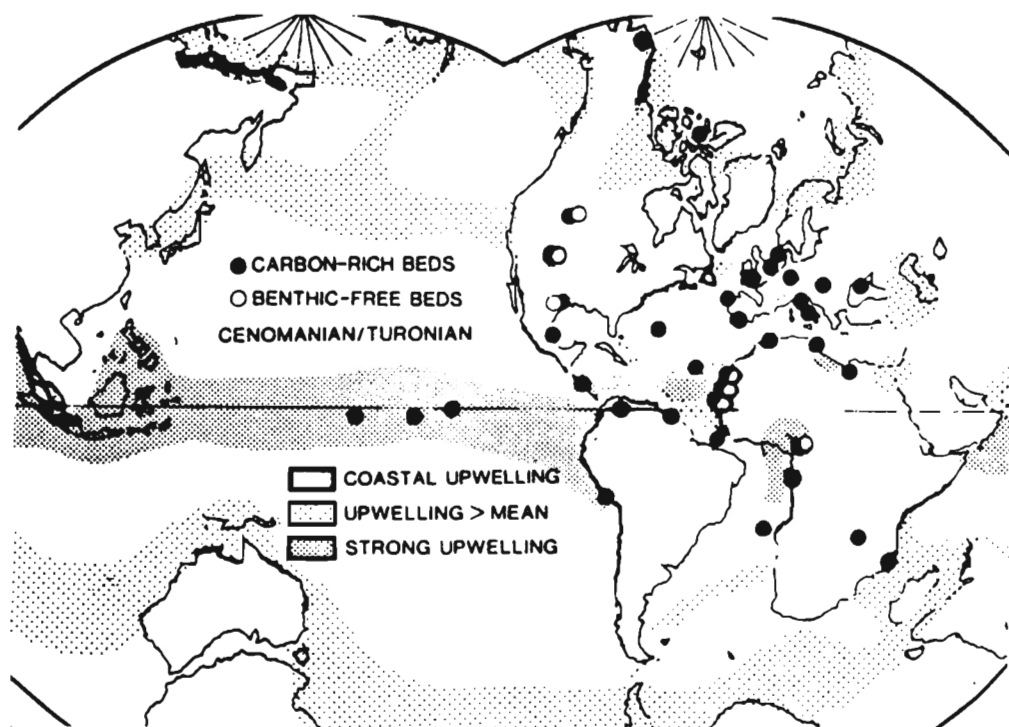 CARBON-RICH BEDS
BENTHIC-FREE BEDS
CENOMANIAN/TURONIAN
COASTAL UPWELLING
UPWELLING > MEAN
STRONG UPWELLING